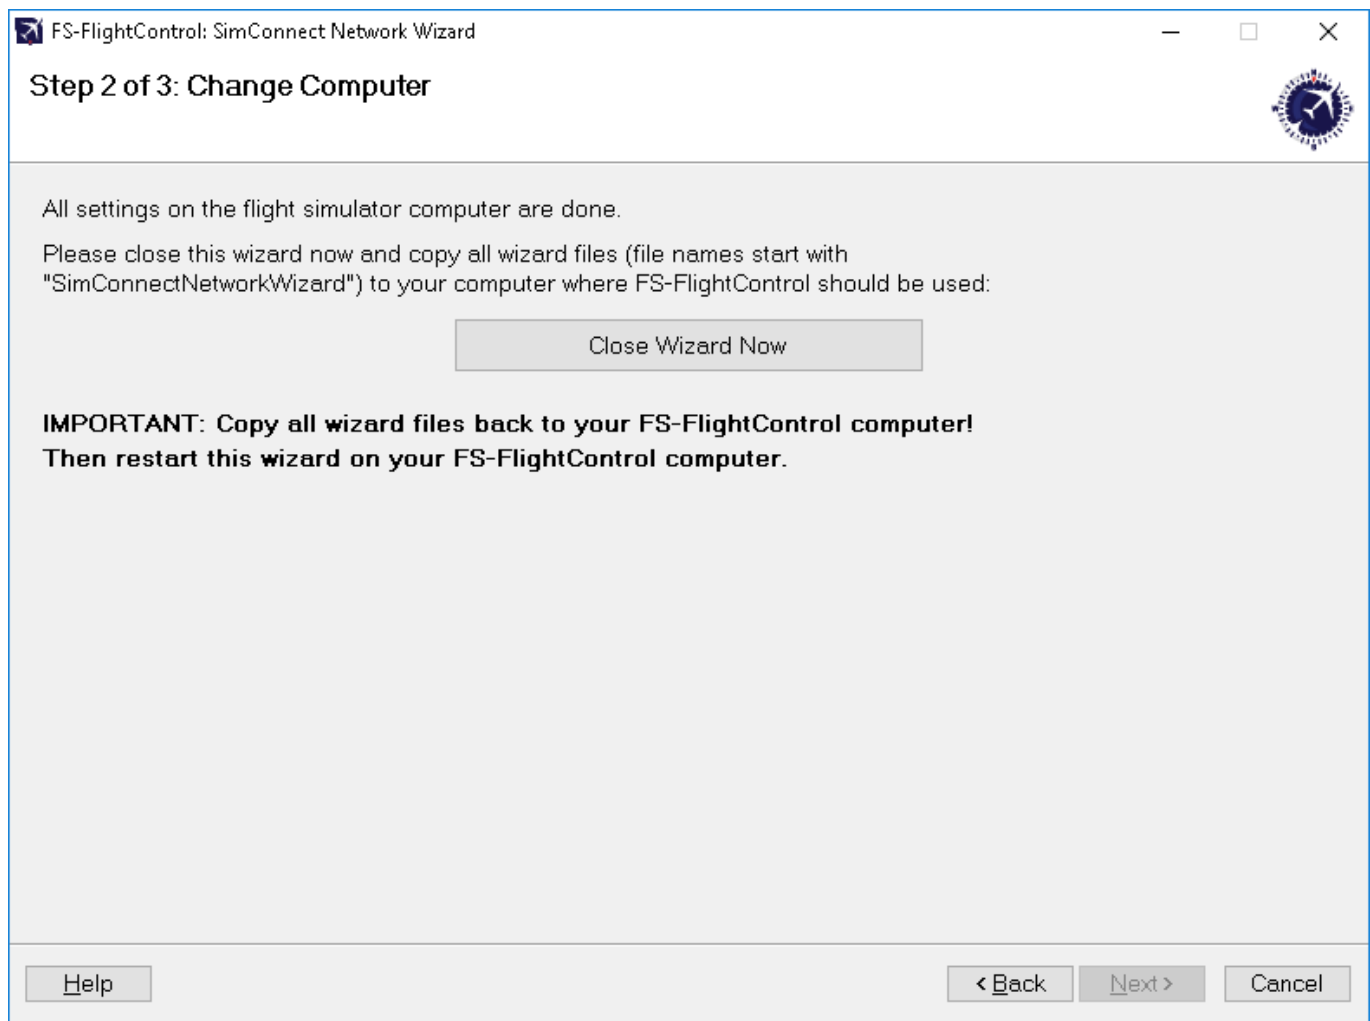 FS-FlightControl: SimConnect Network Wizard
Step 2 of 3: Change Computer
All settings on the flight simulator computer are done.
Please close this wizard now and copy all wizard files (file names start with
"SimConnectNetworkWizard") to your computer where FS-FlightControl should be used:
Close Wizard Now
IMPORTANT: Copy all wizard files back to your FS-FlightControl computer!
Then restart this wizard on your FS-FlightControl computer.
Help
< Back
Next >
Cancel